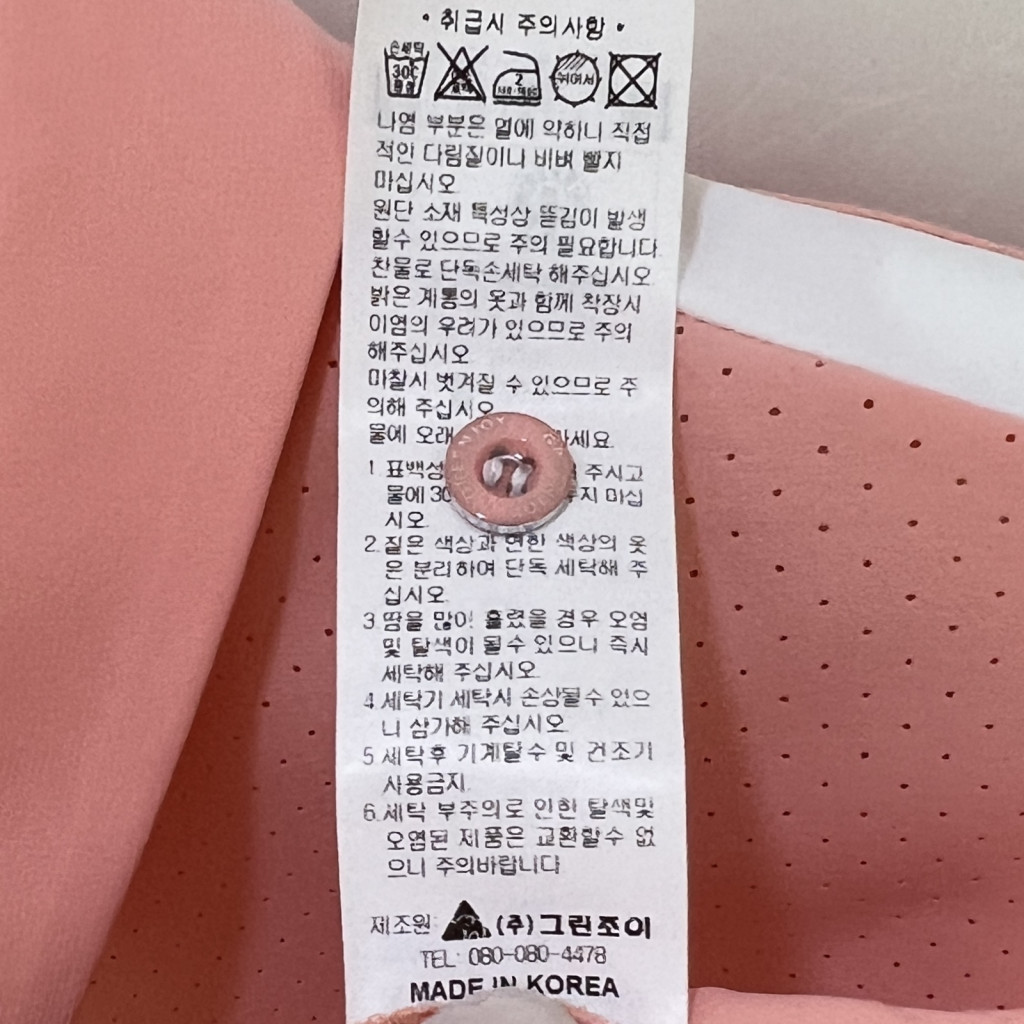 • 취급시 주의사항 •
손세탁
30℃
중성
2
뉘여서
나염 부분은 열에 약하니 직접
적인 다림질이나 비벼 빨지
마십시오
원단 소재 특성상 뜯김이 발생
할수 있으므로 주의 필요합니다.
찬물로 단독손세탁 해주십시오.
밝은 계통의 옷과 함께 착장시
이염의 우려가 있으므로 주의
해주십시오
마찰시 벗겨질 수 있으므로 주
의해 주십시오
물에 오래 마세요.
1. 표백성 주시고
물에 30 두지 마십
시오.
2. 짙은 색상과 연한 색상의 옷
은 분리하여 단독 세탁해 주
십시오.
3. 땀을 많이 흘렸을 경우 오염
및 탈색이 될수 있으니 즉시
세탁해 주십시오.
4. 세탁기 세탁시 손상될수 있으
니 삼가해 주십시오
5. 세탁후 기계탈수 및 건조기
사용금지.
6. 세탁 부주의로 인한 탈색및
오염된 제품은 교환할수 없
으니 주의바랍니다
제조원: (주)그린조이
TEL: 080-080-4478
MADE IN KOREA